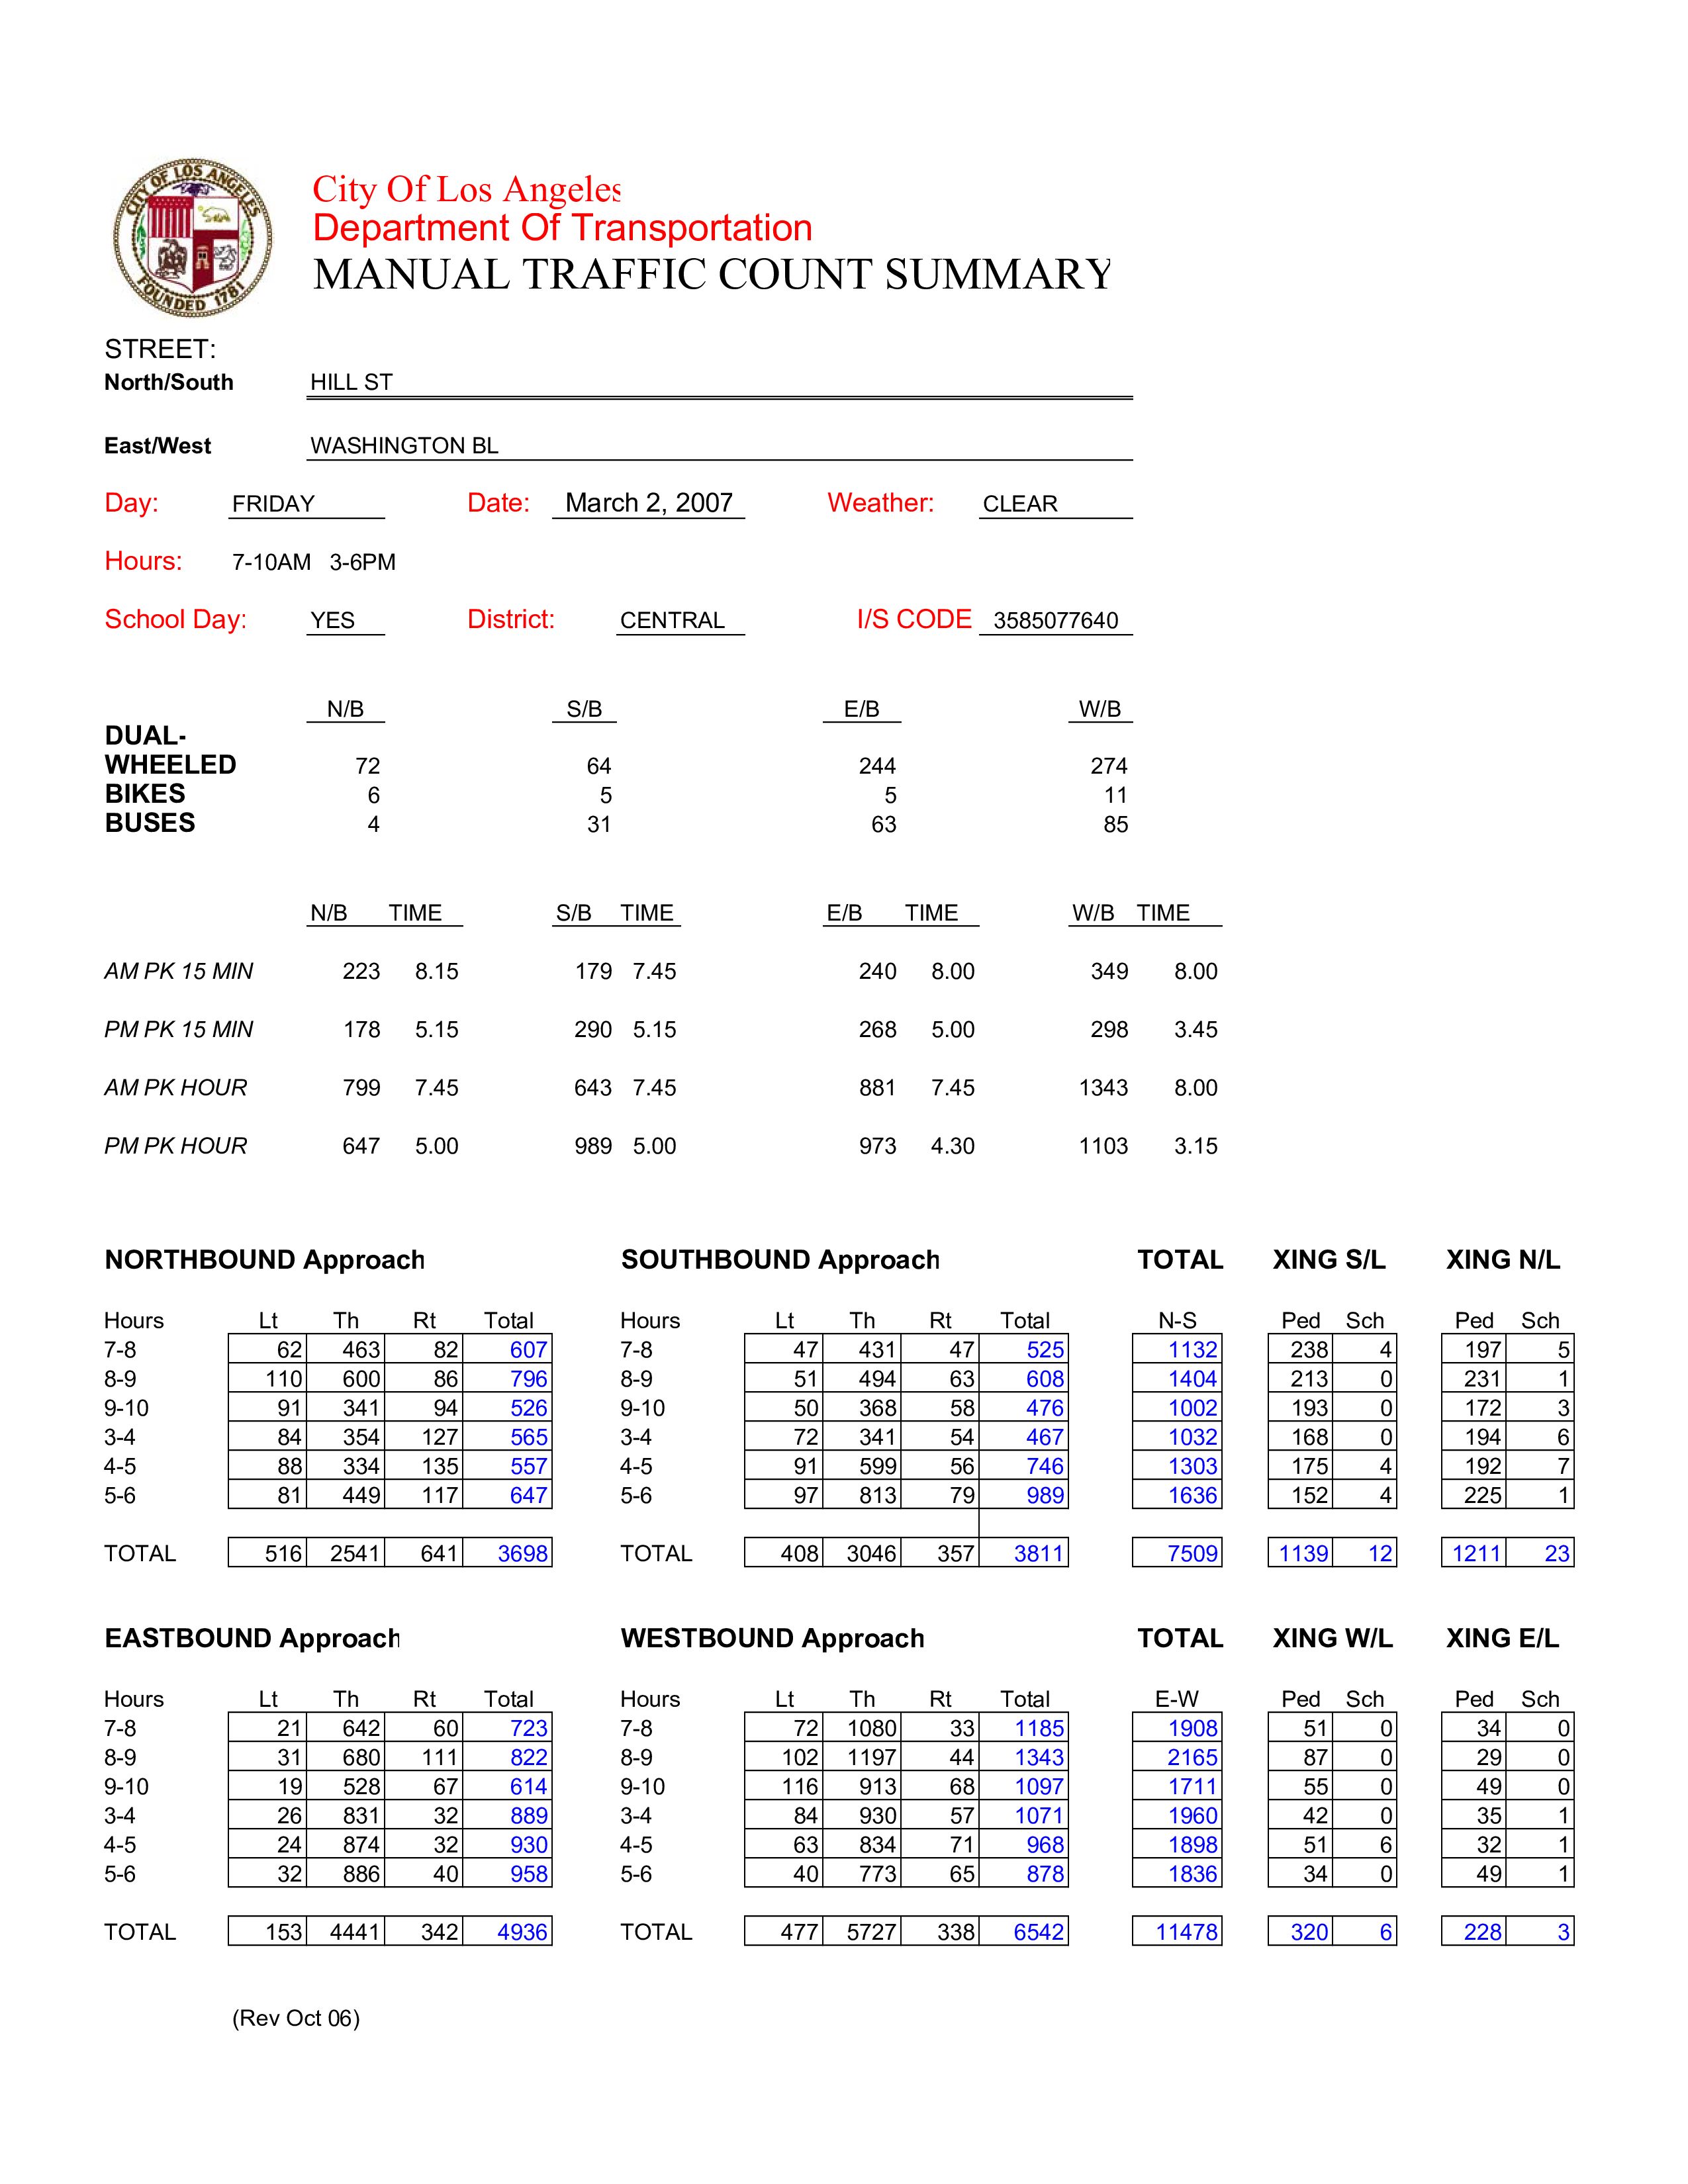 CITY OF LOS ANGELES
FOUNDED 1781
City Of Los Angeles
Department Of Transportation
MANUAL TRAFFIC COUNT SUMMARY
STREET:
North/South HILL ST
East/West WASHINGTON BL
Day: FRIDAY Date: March 2, 2007 Weather: CLEAR
Hours: 7-10AM 3-6PM
School Day: YES District: CENTRAL I/S CODE 3585077640
N/B S/B E/B W/B
DUAL-
WHEELED 72 64 244 274
BIKES 6 5 5 11
BUSES 4 31 63 85
N/B TIME S/B TIME E/B TIME W/B TIME
AM PK 15 MIN 223 8.15 179 7.45 240 8.00 349 8.00
PM PK 15 MIN 178 5.15 290 5.15 268 5.00 298 3.45
AM PK HOUR 799 7.45 643 7.45 881 7.45 1343 8.00
PM PK HOUR 647 5.00 989 5.00 973 4.30 1103 3.15
NORTHBOUND Approach SOUTHBOUND Approach TOTAL XING S/L XING N/L
Hours Lt Th Rt Total Hours Lt Th Rt Total N-S Ped Sch Ped Sch
7-8 62 463 82 607 7-8 47 431 47 525 1132 238 4 197 5
8-9 110 600 86 796 8-9 51 494 63 608 1404 213 0 231 1
9-10 91 341 94 526 9-10 50 368 58 476 1002 193 0 172 3
3-4 84 354 127 565 3-4 72 341 54 467 1032 168 0 194 6
4-5 88 334 135 557 4-5 91 599 56 746 1303 175 4 192 7
5-6 81 449 117 647 5-6 97 813 79 989 1636 152 4 225 1
TOTAL 516 2541 641 3698 TOTAL 408 3046 357 3811 7509 1139 12 1211 23
EASTBOUND Approach WESTBOUND Approach TOTAL XING W/L XING E/L
Hours Lt Th Rt Total Hours Lt Th Rt Total E-W Ped Sch Ped Sch
7-8 21 642 60 723 7-8 72 1080 33 1185 1908 51 0 34 0
8-9 31 680 111 822 8-9 102 1197 44 1343 2165 87 0 29 0
9-10 19 528 67 614 9-10 116 913 68 1097 1711 55 0 49 0
3-4 26 831 32 889 3-4 84 930 57 1071 1960 42 0 35 1
4-5 24 874 32 930 4-5 63 834 71 968 1898 51 6 32 1
5-6 32 886 40 958 5-6 40 773 65 878 1836 34 0 49 1
TOTAL 153 4441 342 4936 TOTAL 477 5727 338 6542 11478 320 6 228 3
(Rev Oct 06)